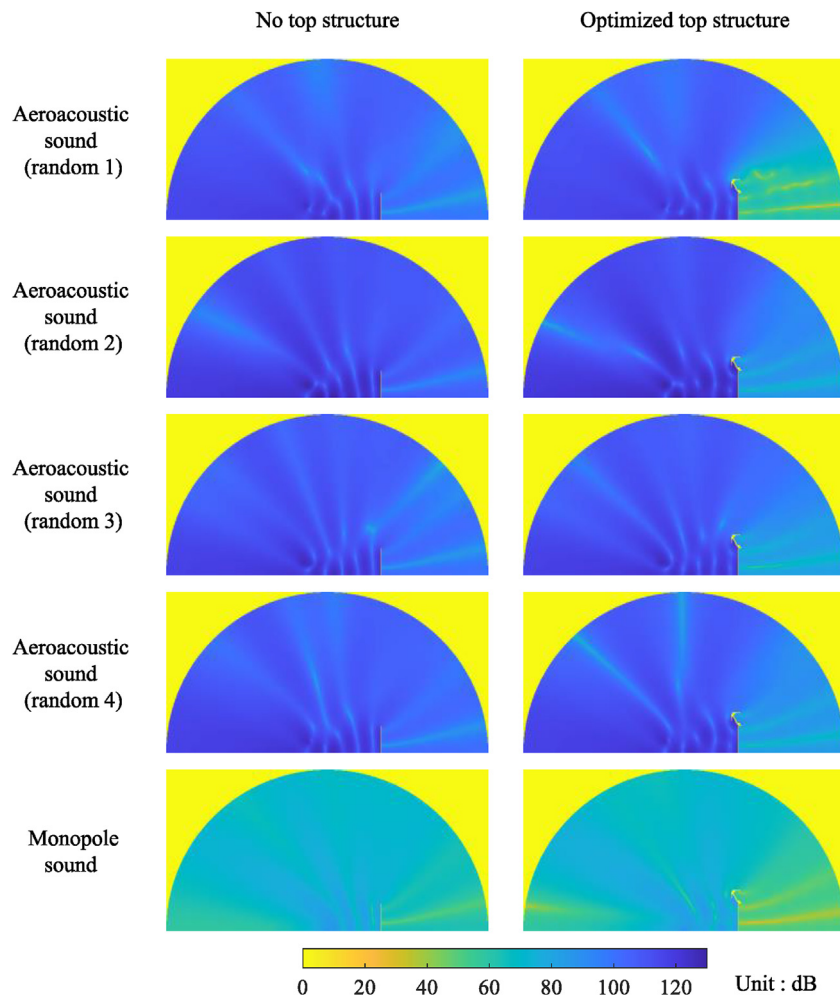 No top structure
Optimized top structure
Aeroacoustic
sound
(random 1)
Aeroacoustic
sound
(random 2)
Aeroacoustic
sound
(random 3)
Aeroacoustic
sound
(random 4)
Monopole
sound
0 20 40 60 80 100 120 Unit : dB